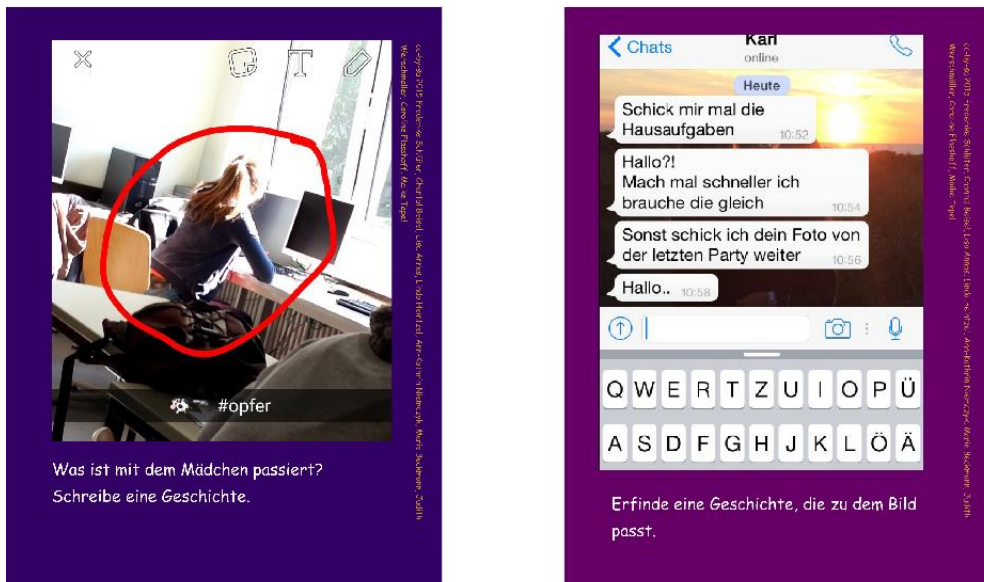 T
#opfer
Was ist mit dem Mädchen passiert?
Schreibe eine Geschichte.
Chats
Karl
online
Heute
Schick mir mal die
Hausaufgaben 10:52
Hallo?!
Mach mal schneller ich
brauche die gleich 10:54
Sonst schick ich dein Foto von
der letzten Party weiter 10:56
Hallo.. 10:58
Q W E R T Z U I O P Ü
A S D F G H J K L Ö Ä
Erfinde eine Geschichte, die zu dem Bild
passt.